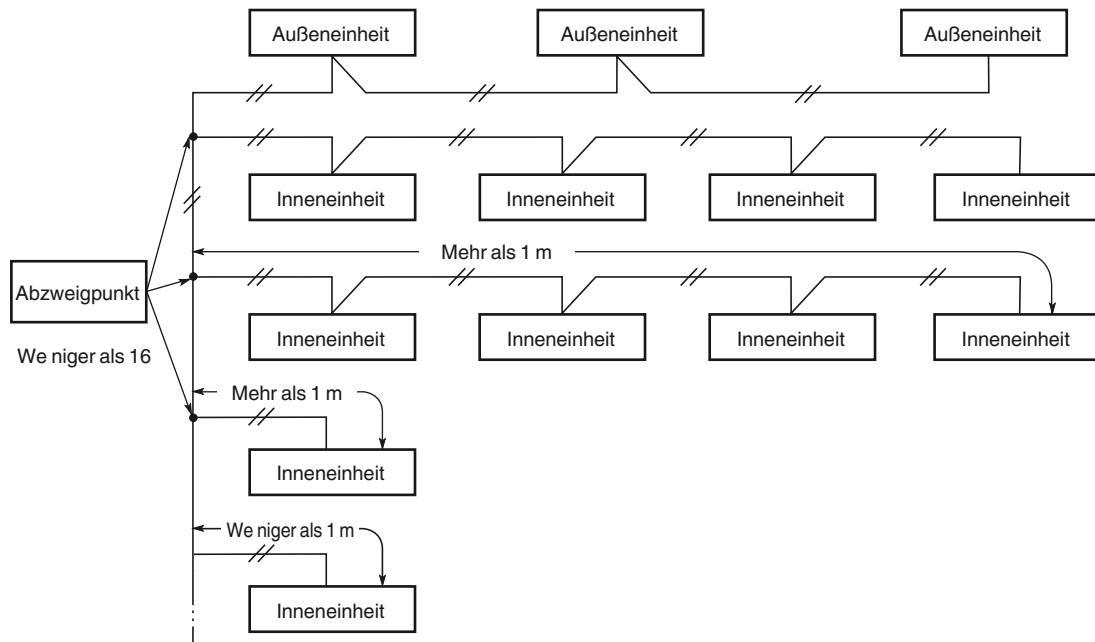 Außeneinheit Außeneinheit Außeneinheit
Inneneinheit Inneneinheit Inneneinheit Inneneinheit
Mehr als 1 m
Abzweigpunkt
Inneneinheit Inneneinheit Inneneinheit Inneneinheit
We niger als 16
Mehr als 1 m
Inneneinheit
We niger als 1 m
Inneneinheit